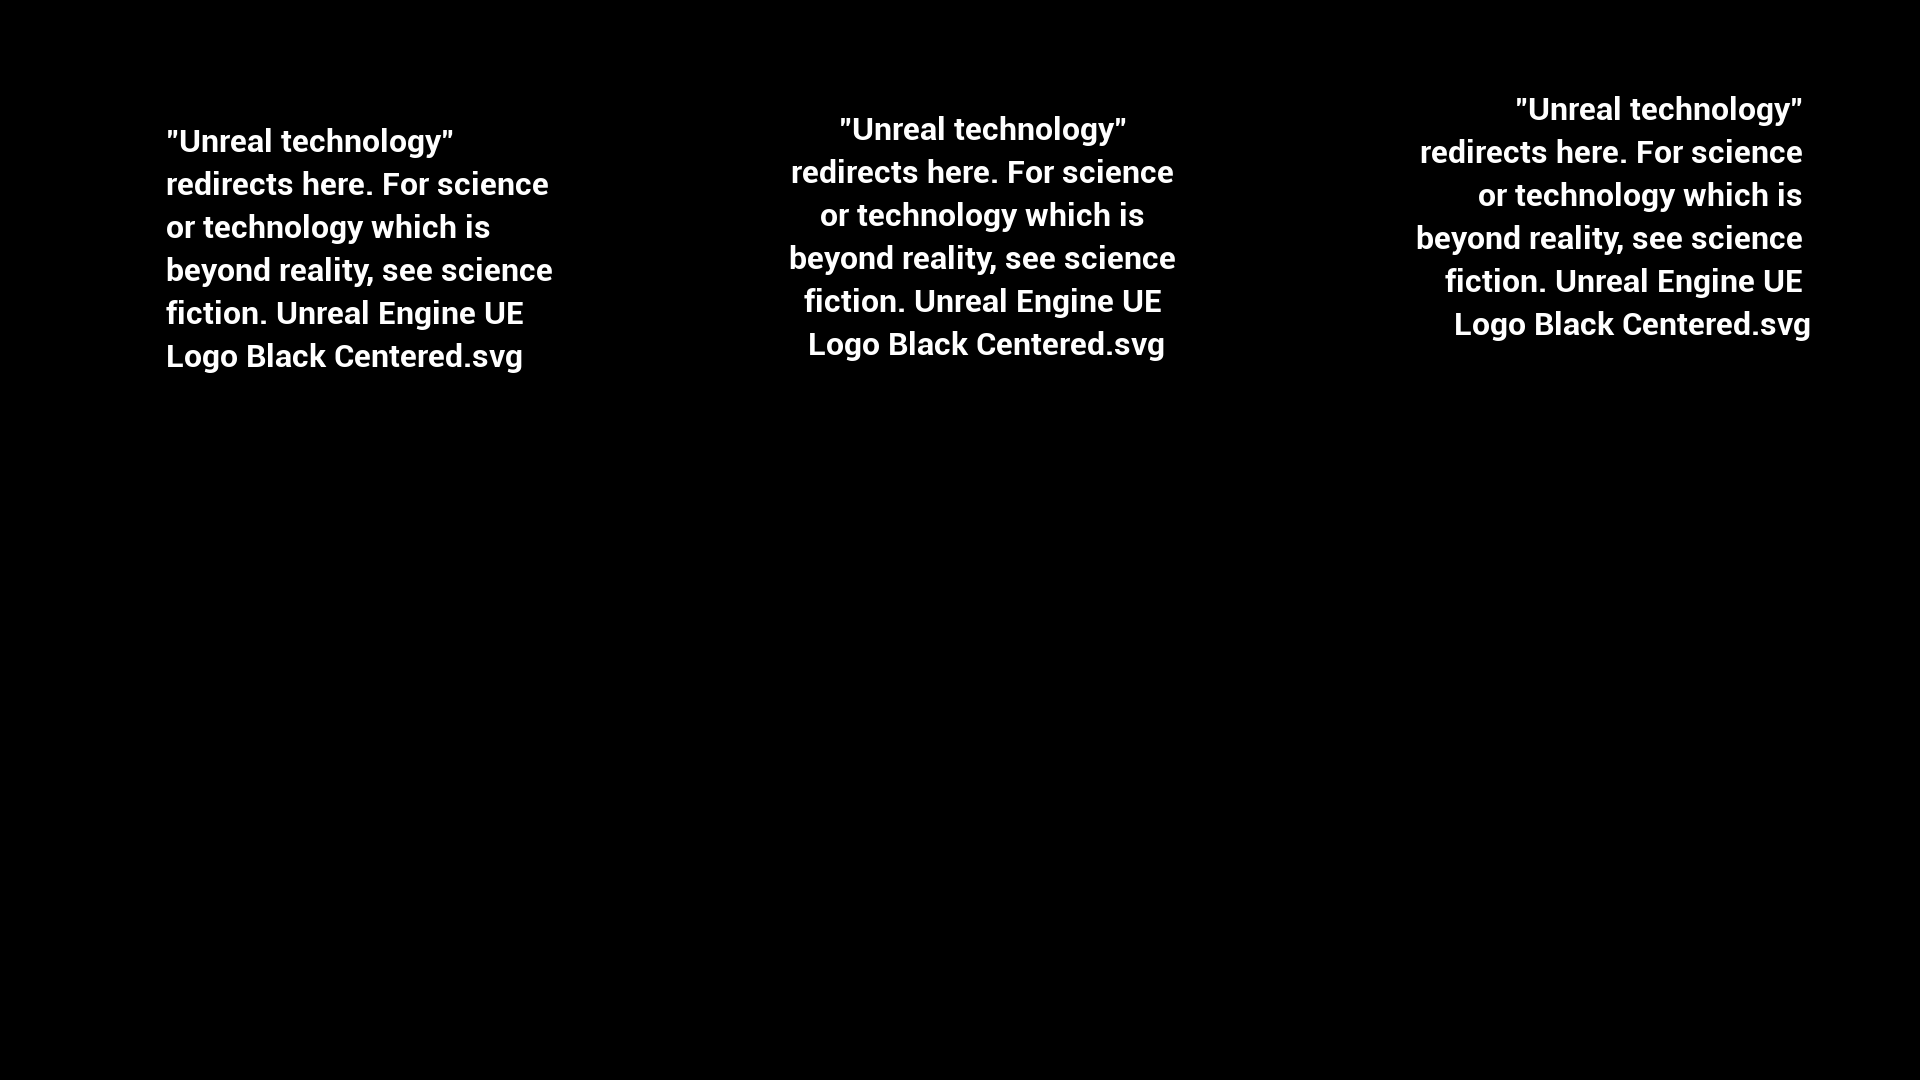 "Unreal technology"
redirects here. For science
or technology which is
beyond reality, see science
fiction. Unreal Engine UE
Logo Black Centered.svg
"Unreal technology"
redirects here. For science
or technology which is
beyond reality, see science
fiction. Unreal Engine UE
Logo Black Centered.svg
"Unreal technology"
redirects here. For science
or technology which is
beyond reality, see science
fiction. Unreal Engine UE
Logo Black Centered.svg